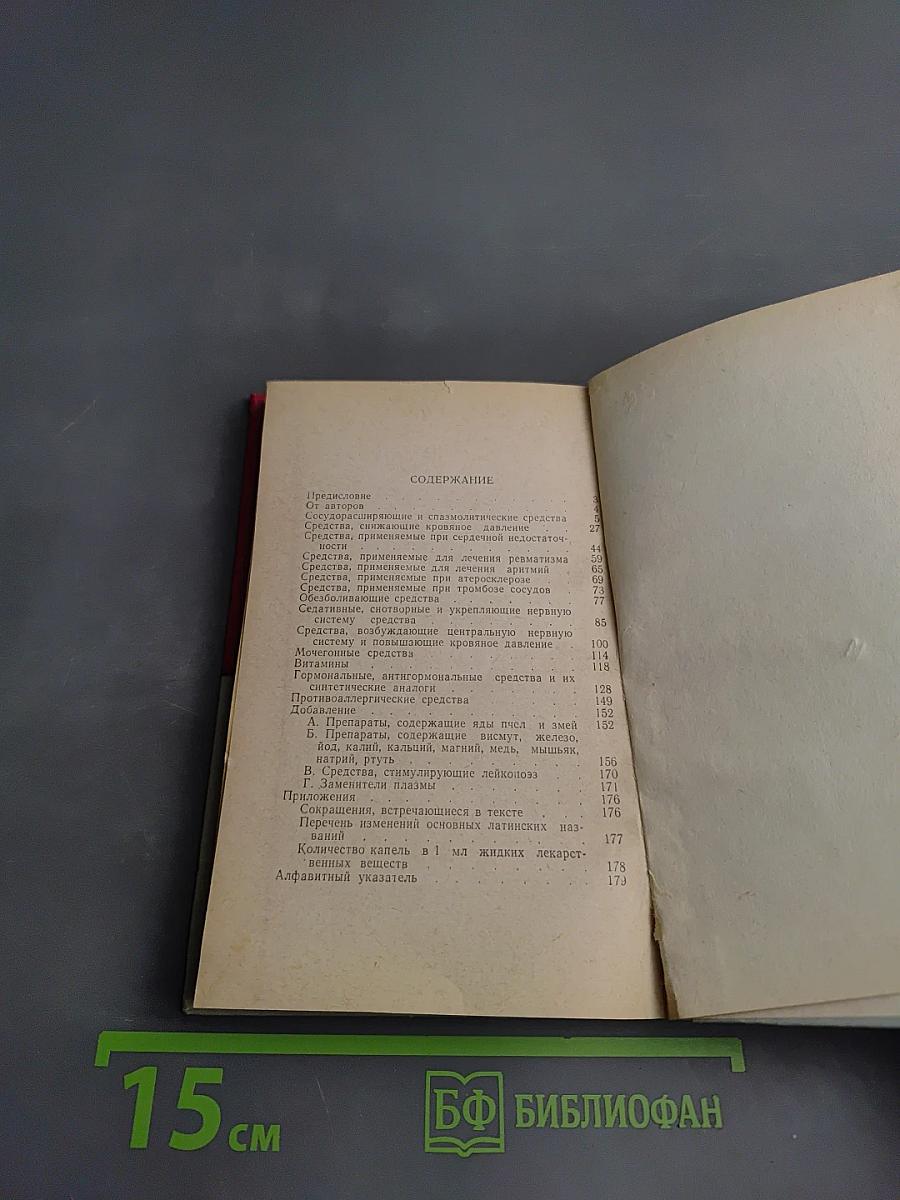 СОДЕРЖАНИЕ
Предисловие . . . . . . . . . . . 3
От авторов . . . . . . . . . . . 4
Сосудорасширяющие и спазмолитические средства 5
Средства, снижающие кровяное давление . . 27
Средства, применяемые при сердечной недостаточ-
ности . . . . . . . . . . . . 44
Средства, применяемые для лечения ревматизма 59
Средства, применяемые для лечения аритмий . 65
Средства, применяемые при атеросклерозе . . 69
Средства, применяемые при тромбозе сосудов . 73
Обезболивающие средства . . . . . . . 77
Седативные, снотворные и укрепляющие нервную
систему средства . . . . . . . . 85
Средства, возбуждающие центральную нервную
систему и повышающие кровяное давление . 100
Мочегонные средства . . . . . . . . 114
Витамины . . . . . . . . . . . 118
Гормональные, антигормональные средства и их
синтетические аналоги . . . . . . . 128
Противоаллергические средства . . . . . 149
Добавление . . . . . . . . . . . 152
А. Препараты, содержащие яды пчел и змей 152
Б. Препараты, содержащие висмут, железо,
йод, калий, кальций, магний, медь, мышьяк,
натрий, ртуть . . . . . . . . . 156
В. Средства, стимулирующие лейкопоэз . . 170
Г. Заменители плазмы . . . . . . . 171
Приложения . . . . . . . . . . . 176
Сокращения, встречающиеся в тексте . . . 176
Перечень изменений основных латинских наз-
ваний . . . . . . . . . . . 177
Количество капель в 1 мл жидких лекарст-
венных веществ . . . . . . . . 178
Алфавитный указатель . . . . . . . . 179
15 см
БФ БИБЛИОФАН